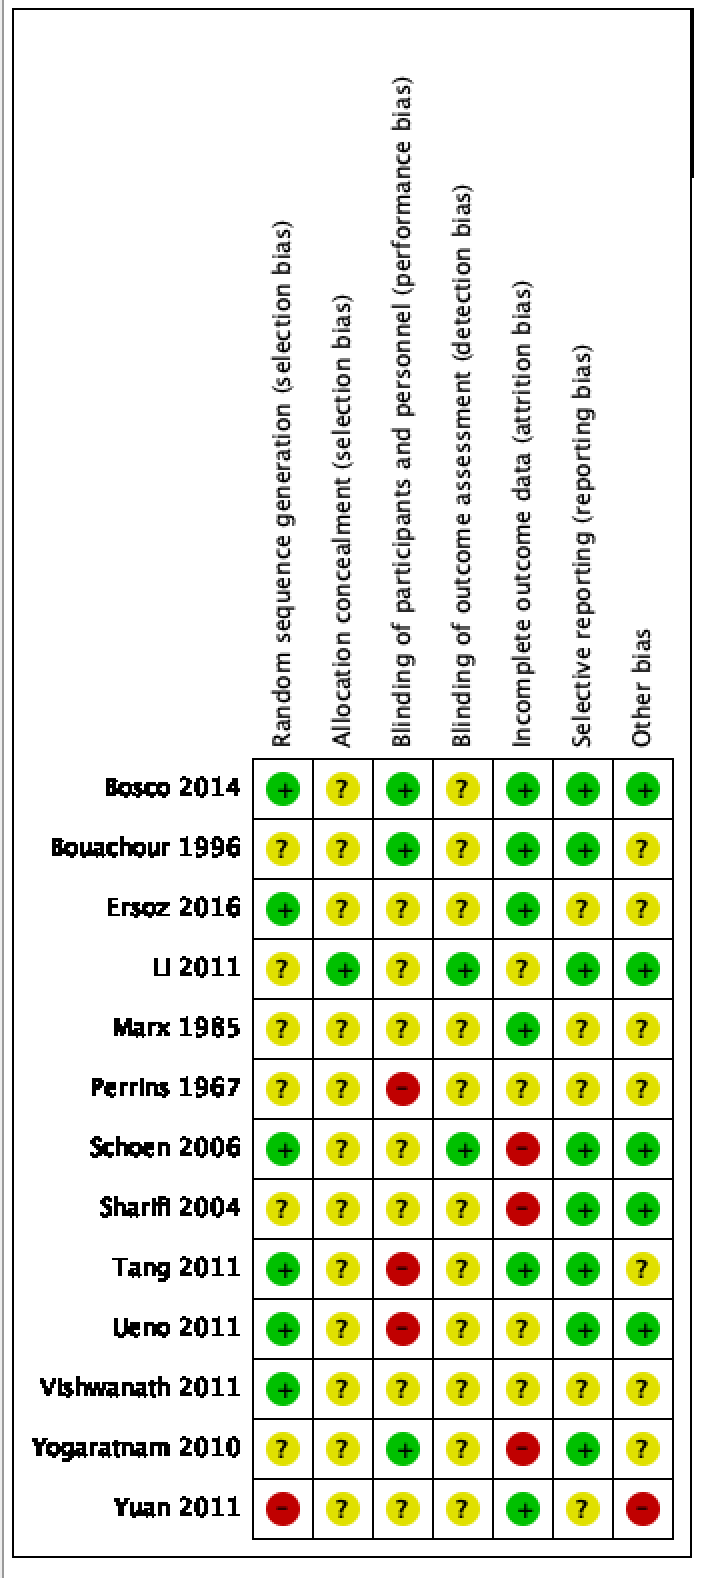 Random sequence generation (selection bias)
Allocation concealment (selection bias)
Blinding of participants and personnel (performance bias)
Blinding of outcome assessment (detection bias)
Incomplete outcome data (attrition bias)
Selective reporting (reporting bias)
Other bias
Bosco 2014 + ? + ? + + +
Bouachour 1996 ? ? + ? + + ?
Ersoz 2016 + ? ? ? + ? ?
LI 2011 ? + ? + ? + +
Marx 1985 ? ? ? ? + ? ?
Perrins 1967 ? ? - ? ? ? ?
Schoen 2006 + ? ? + - + +
Sharifi 2004 ? ? ? ? - + +
Tang 2011 + ? - ? + + ?
Ueno 2011 + ? - ? ? + +
Vishwanath 2011 + ? ? ? ? ? ?
Yogaratnam 2010 ? ? + ? - + ?
Yuan 2011 - ? ? ? + ? -